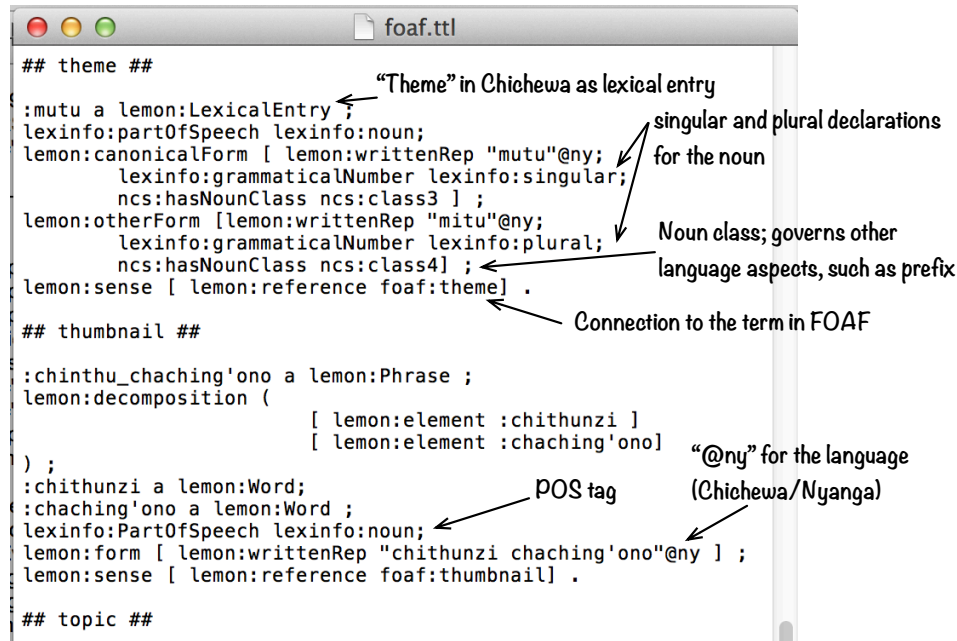 foaf.ttl
## theme ##
“Theme” in Chichewa as lexical entry
:mutu a lemon:LexicalEntry ;
lexinfo:partOfSpeech lexinfo:noun;
singular and plural declarations
for the noun
lemon:canonicalForm [ lemon:writtenRep "mutu"@ny;
lexinfo:grammaticalNumber lexinfo:singular;
ncs:hasNounClass ncs:class3 ] ;
lemon:otherForm [lemon:writtenRep "mitu"@ny;
lexinfo:grammaticalNumber lexinfo:plural;
ncs:hasNounClass ncs:class4] ;
Noun class; governs other
language aspects, such as prefix
lemon:sense [ lemon:reference foaf:theme] .
Connection to the term in FOAF
## thumbnail ##
:chinthu_chaching'ono a lemon:Phrase ;
lemon:decomposition (
[ lemon:element :chithunzi ]
[ lemon:element :chaching'ono]
) ;
“@ny” for the language
(Chichewa/Nyanga)
:chithunzi a lemon:Word;
:chaching'ono a lemon:Word ;
POS tag
lexinfo:PartOfSpeech lexinfo:noun;
lemon:form [ lemon:writtenRep "chithunzi chaching'ono"@ny ] ;
lemon:sense [ lemon:reference foaf:thumbnail] .
## topic ##